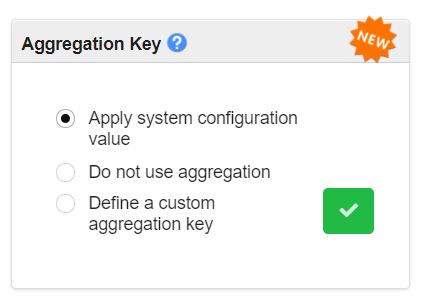 Aggregation Key ?
NEW
Apply system configuration
value
Do not use aggregation
Define a custom
aggregation key